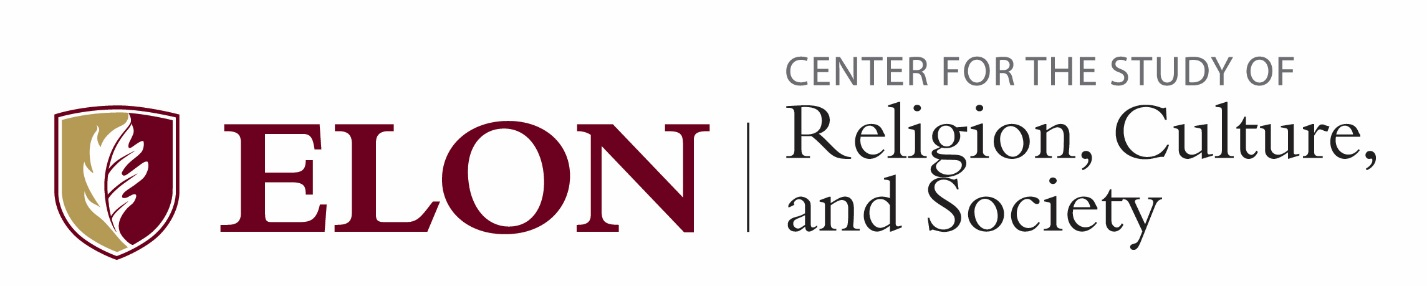 ELON
CENTER FOR THE STUDY OF
Religion, Culture,
and Society